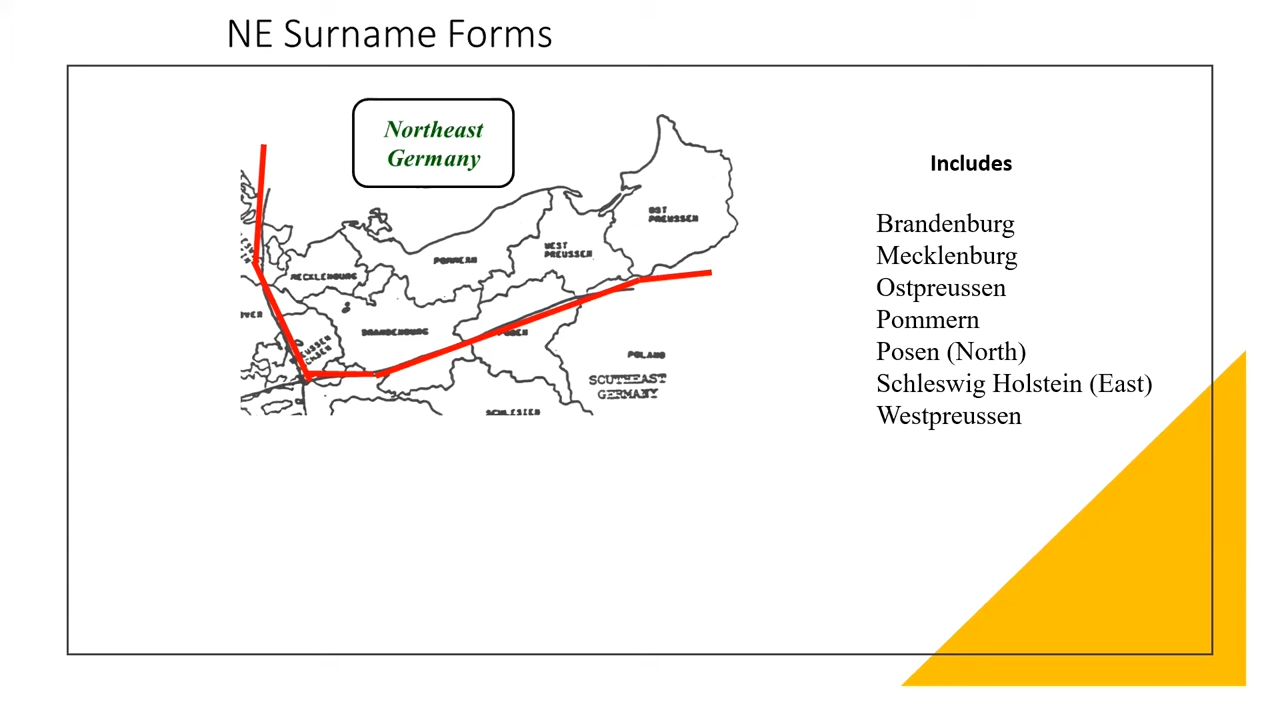 NE Surname Forms
Northeast
Germany
Includes
Brandenburg
Mecklenburg
Ostpreussen
Pommern
Posen (North)
Schleswig Holstein (East)
Westpreussen
OST
PREUSSEN
WEST
PREUSSEN
POMMERN
MECKLENBURG
BRANDENBURG
POLAND
SOUTHEAST
GERMANY
SCHLESIEN